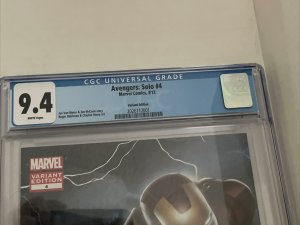 CGC UNIVERSAL GRADE
9.4
WHITE Pages
Avengers: Solo #4
Marvel Comics, 3/12
Variant Edition
MARVEL
VARIANT
EDITION
4